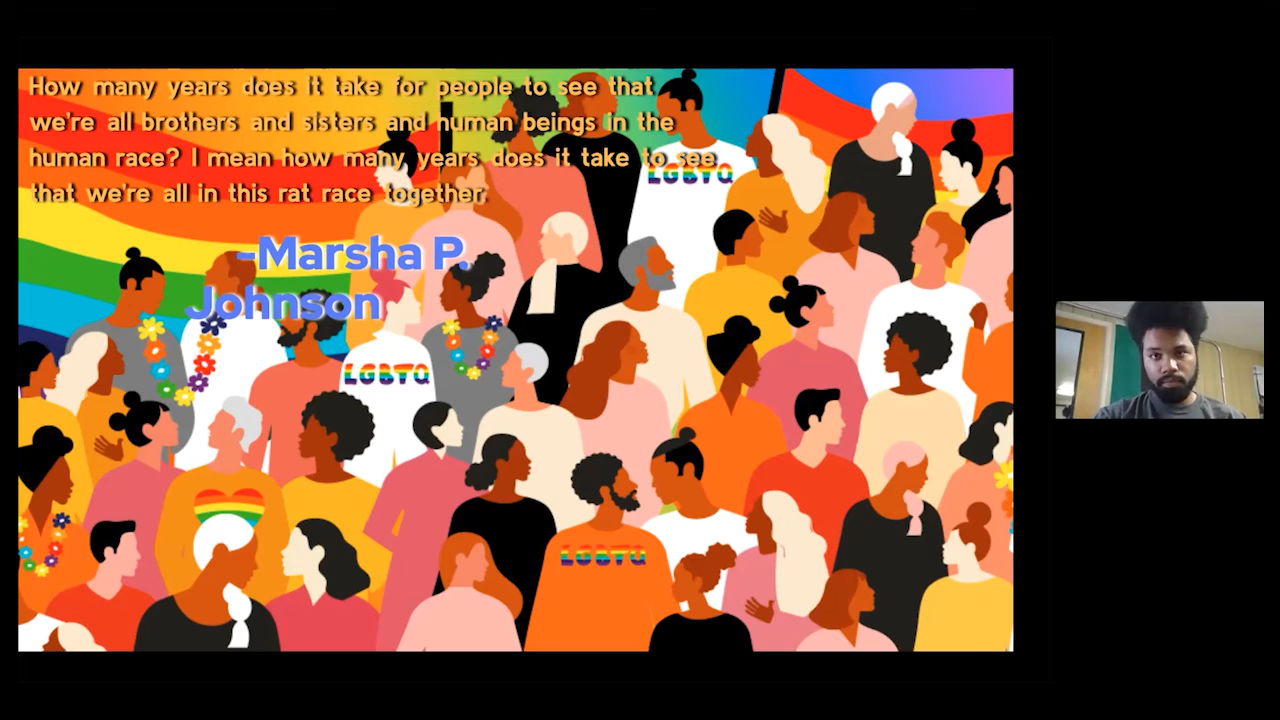 How many years does it take for people to see that
we're all brothers and sisters and human beings in the
human race? I mean how many years does it take to see
that we're all in this rat race together.
-Marsha P.
Johnson
LGBTQ
LGBTQ
LGBTQ